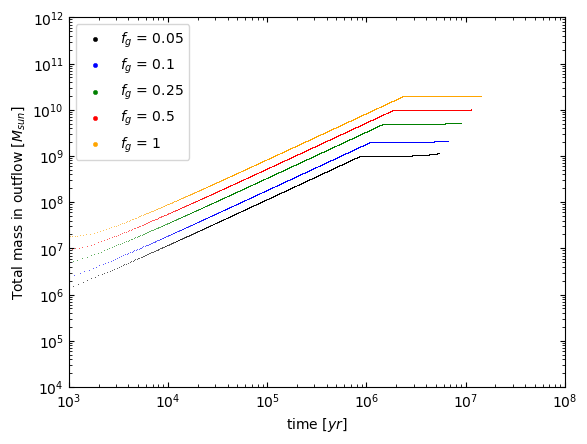 10^12
10^11
10^10
10^9
10^8
10^7
10^6
10^5
10^4
Total mass in outflow [M_sun]
f_g = 0.05
f_g = 0.1
f_g = 0.25
f_g = 0.5
f_g = 1
10^3 10^4 10^5 10^6 10^7 10^8
time [yr]